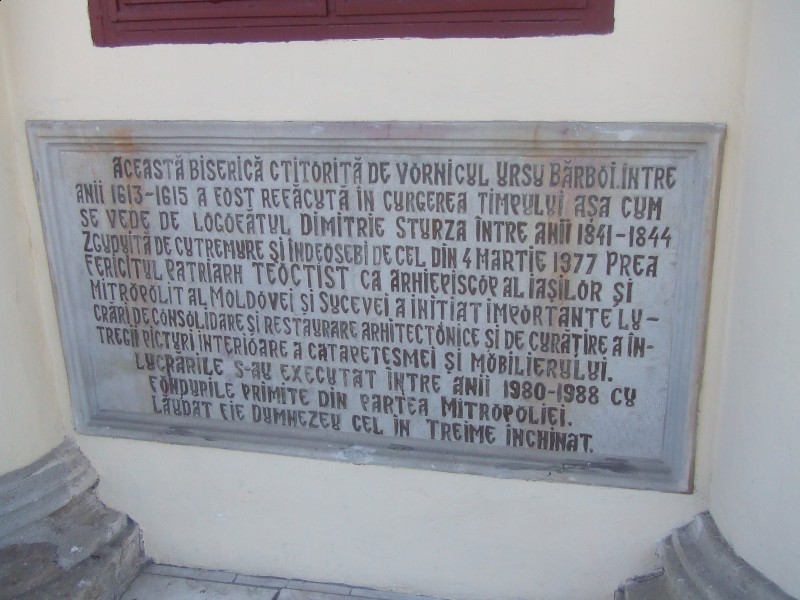 ACEASTĂ BISERICĂ CTITORITĂ DE VORNICUL URSU BĂRBOI.ÎNTRE
ANII 1613-1615 A FOST REFĂCUTĂ ÎN CURGEREA TIMPULUI AȘA CUM
SE VEDE DE LOGOFĂTUL DIMITRIE STURZA ÎNTRE ANII 1841-1844
ZGUDUITĂ DE CUTREMURE ȘI ÎNDEOSEBI DE CEL DIN 4 MARTIE 1977 PREA
FERICITUL PATRIARH TEOCTIST CA ARHIEPISCOP AL IAȘILOR ȘI
MITROPOLIT AL MOLDOVEI ȘI SUCEVEI A INIȚIAT IMPORTANTE LU-
CRĂRI DE CONSOLIDARE ȘI RESTAURARE ARHITECTONICE ȘI DE CURĂȚIRE A ÎN-
TREGII PICTURI INTERIOARE A CATAPETESMEI ȘI MOBILIERULUI.
LUCRĂRILE S-AU EXECUTAT ÎNTRE ANII 1980-1988 CU
FONDURILE PRIMITE DIN PARTEA MITROPOLIEI.
LĂUDAT FIE DUMNEZEU CEL ÎN TREIME ÎNCHINAT.